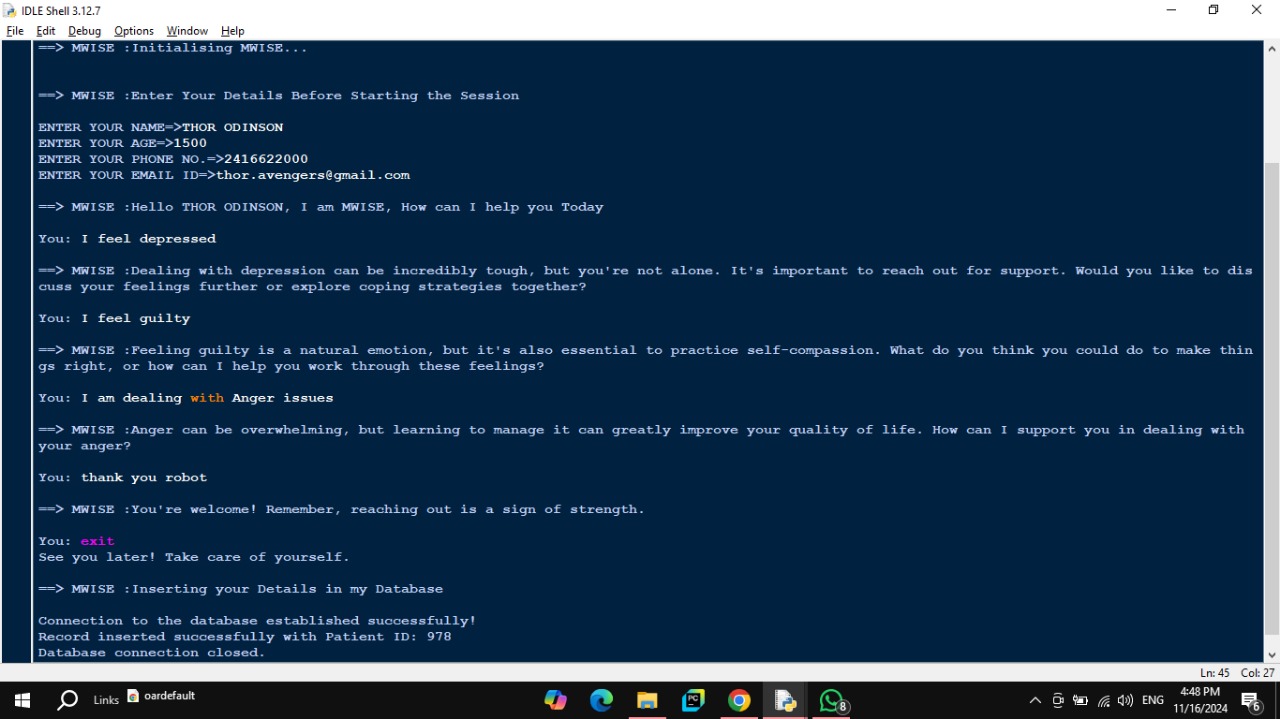 IDLE Shell 3.12.7
File Edit Debug Options Window Help
==> MWISE :Initialising MWISE...
==> MWISE :Enter Your Details Before Starting the Session
ENTER YOUR NAME=>THOR ODINSON
ENTER YOUR AGE=>1500
ENTER YOUR PHONE NO.=>2416622000
ENTER YOUR EMAIL ID=>thor.avengers@gmail.com
==> MWISE :Hello THOR ODINSON, I am MWISE, How can I help you Today
You: I feel depressed
==> MWISE :Dealing with depression can be incredibly tough, but you're not alone. It's important to reach out for support. Would you like to dis
cuss your feelings further or explore coping strategies together?
You: I feel guilty
==> MWISE :Feeling guilty is a natural emotion, but it's also essential to practice self-compassion. What do you think you could do to make thin
gs right, or how can I help you work through these feelings?
You: I am dealing with Anger issues
==> MWISE :Anger can be overwhelming, but learning to manage it can greatly improve your quality of life. How can I support you in dealing with
your anger?
You: thank you robot
==> MWISE :You're welcome! Remember, reaching out is a sign of strength.
You: exit
See you later! Take care of yourself.
==> MWISE :Inserting your Details in my Database
Connection to the database established successfully!
Record inserted successfully with Patient ID: 978
Database connection closed.
Ln: 45 Col: 27
Links oardefault
PC
8
ENG
4:48 PM
11/16/2024
6